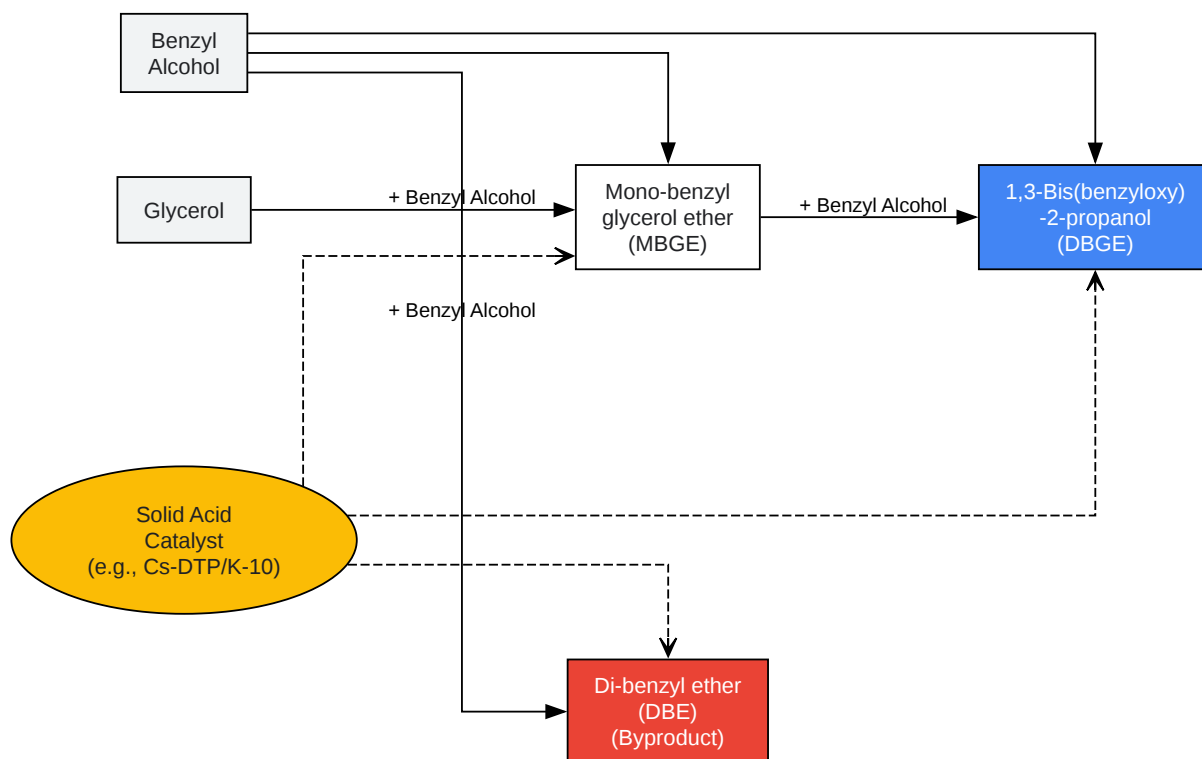 Benzyl
Alcohol
Glycerol
+ Benzyl Alcohol
Mono-benzyl
glycerol ether
(MBGE)
+ Benzyl Alcohol
1,3-Bis(benzyloxy)
-2-propanol
(DBGE)
+ Benzyl Alcohol
Solid Acid
Catalyst
(e.g., Cs-DTP/K-10)
Di-benzyl ether
(DBE)
(Byproduct)